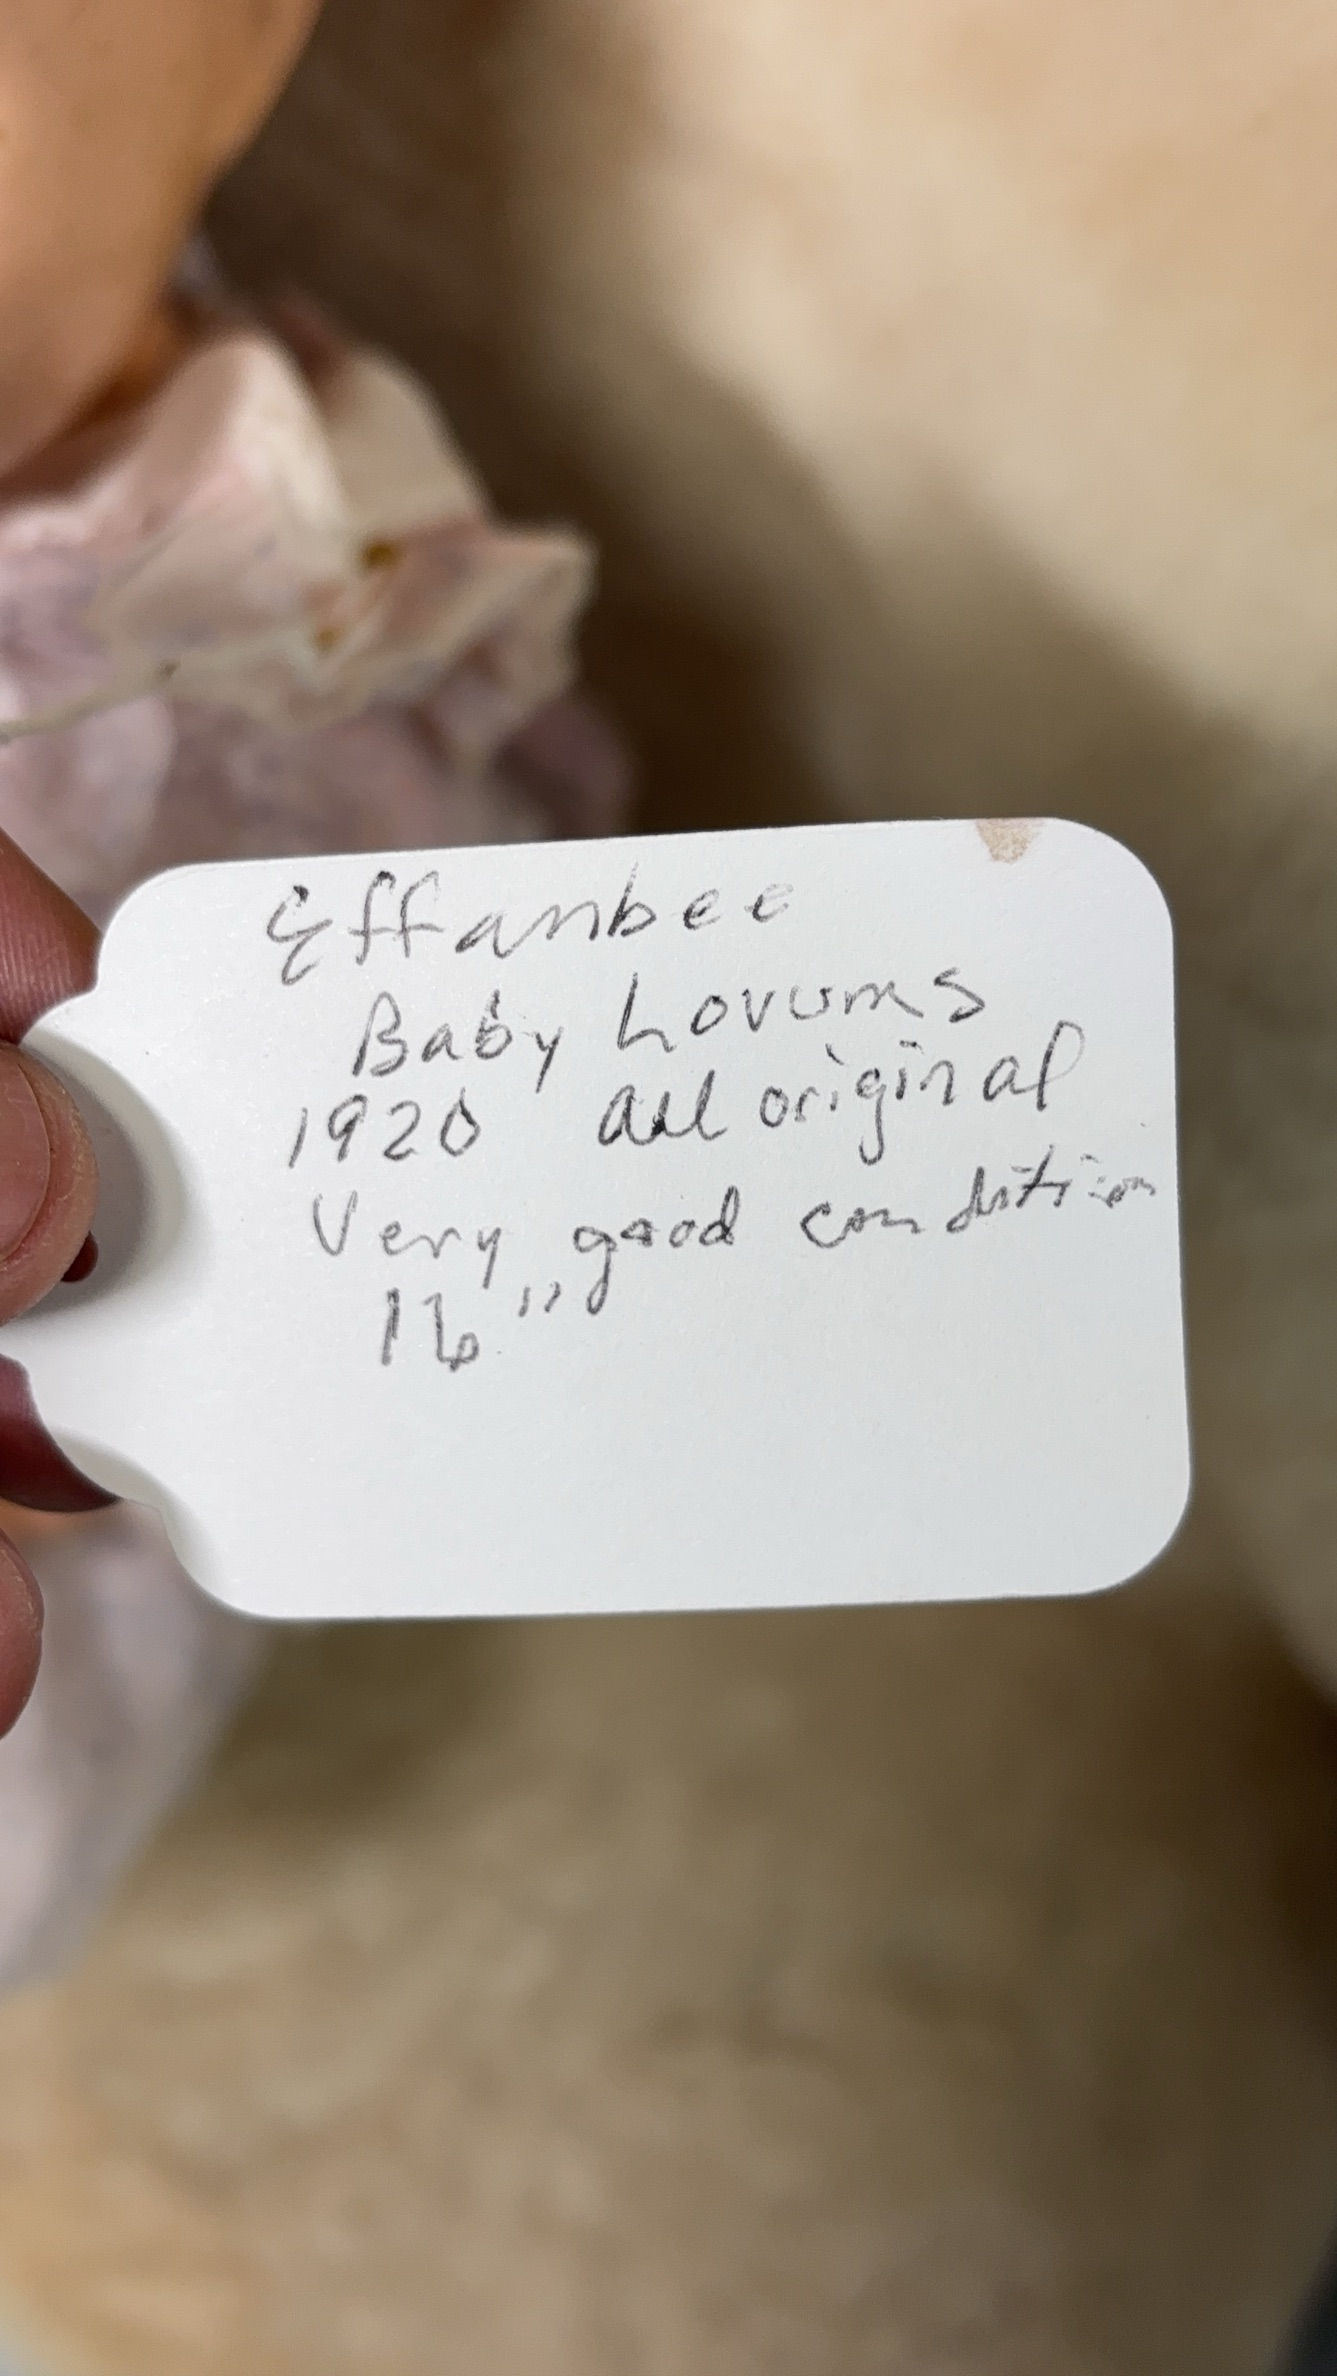 Effanbee
Baby Lovums
1920 all original
Very good condition
16"